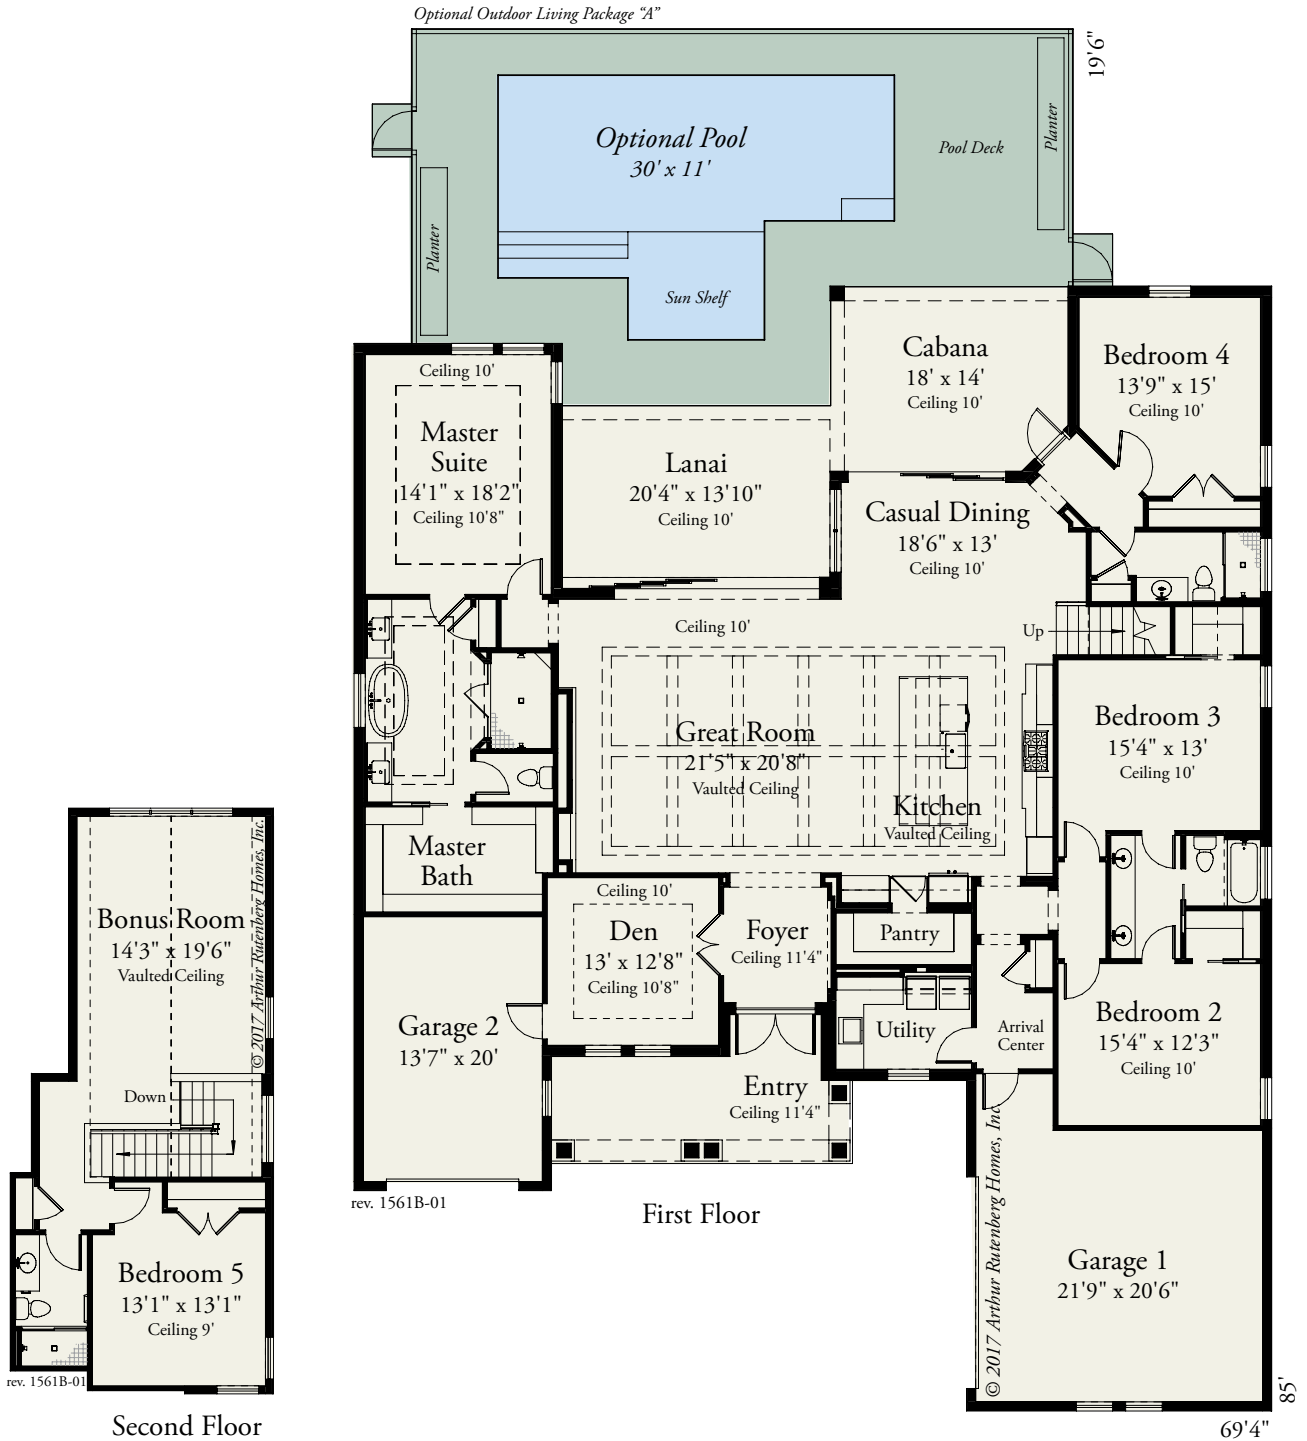 Optional Outdoor Living Package “A”
19'6"
Optional Pool
30' x 11'
Pool Deck
Planter
Planter
Sun Shelf
Cabana
18' x 14'
Ceiling 10'
Bedroom 4
13'9" x 15'
Ceiling 10'
Ceiling 10'
Master
Suite
14'1" x 18'2"
Ceiling 10'8"
Lanai
20'4" x 13'10"
Ceiling 10'
Casual Dining
18'6" x 13'
Ceiling 10'
Ceiling 10'
Up
Great Room
21'5" x 20'8"
Vaulted Ceiling
Kitchen
Vaulted Ceiling
Bedroom 3
15'4" x 13'
Ceiling 10'
Master
Bath
Ceiling 10'
Den
13' x 12'8"
Ceiling 10'8"
Foyer
Ceiling 11'4"
Pantry
Utility
Arrival
Center
Bedroom 2
15'4" x 12'3"
Ceiling 10'
Garage 2
13'7" x 20'
Entry
Ceiling 11'4"
rev. 1561B-01
First Floor
Garage 1
21'9" x 20'6"
© 2017 Arthur Rutenberg Homes, Inc.
85'
69'4"
Bonus Room
14'3" x 19'6"
Vaulted Ceiling
© 2017 Arthur Rutenberg Homes, Inc.
Down
Bedroom 5
13'1" x 13'1"
Ceiling 9'
rev. 1561B-01
Second Floor